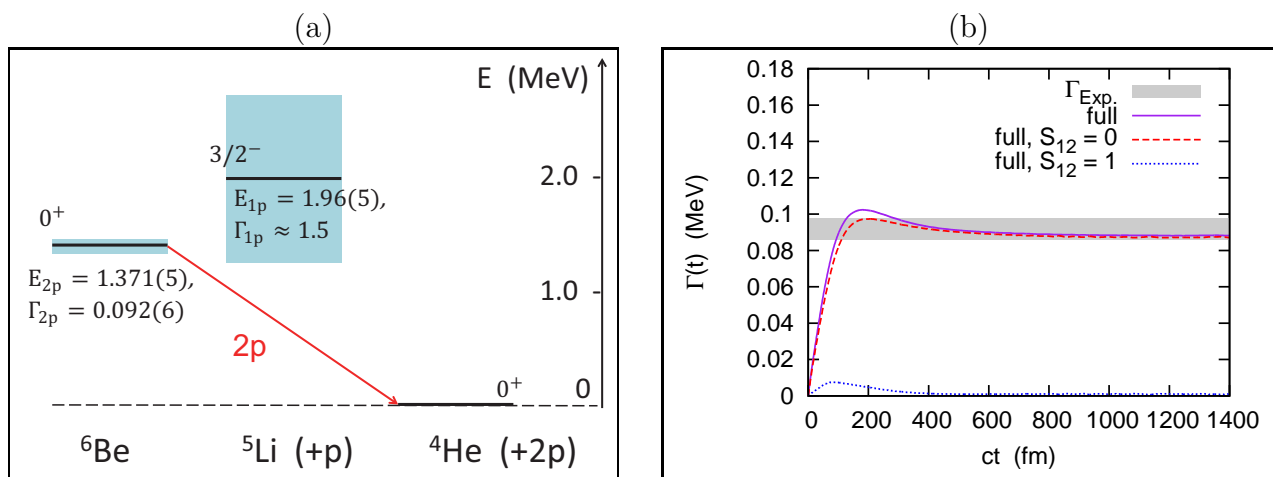 (a)
E (MeV)
3/2⁻
2.0
E₁ₚ = 1.96(5),
Γ₁ₚ ≈ 1.5
0⁺
E₂ₚ = 1.371(5),
Γ₂ₚ = 0.092(6)
1.0
2p
0⁺
0
⁶Be
⁵Li (+p)
⁴He (+2p)
(b)
Γ(t) (MeV)
0.18
0.16
0.14
0.12
0.1
0.08
0.06
0.04
0.02
0
Γ_Exp.
full
full, S₁₂ = 0
full, S₁₂ = 1
0 200 400 600 800 1000 1200 1400
ct (fm)